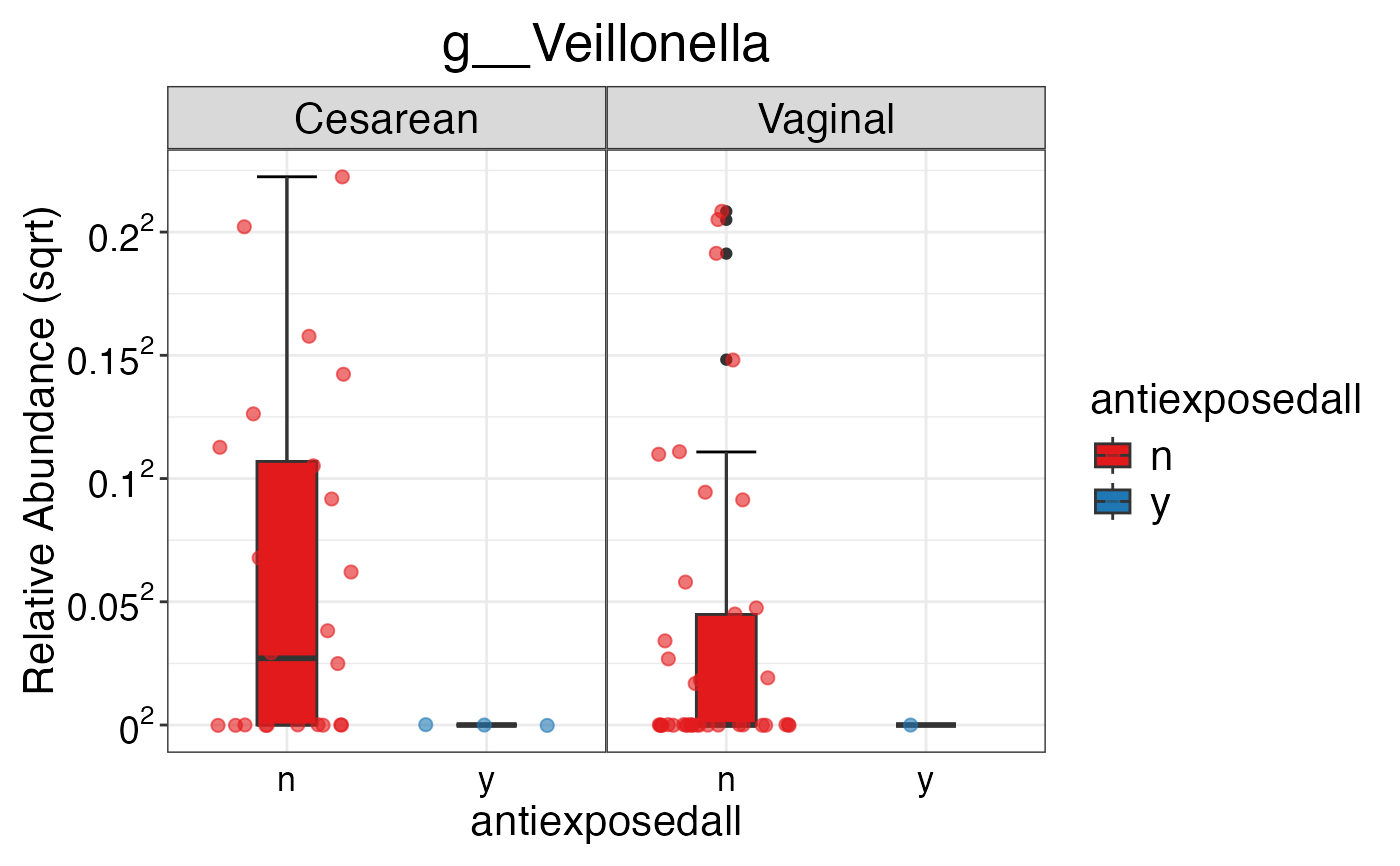 g__Veillonella
Cesarean Vaginal
Relative Abundance (sqrt)
0.2²
0.15²
0.1²
0.05²
0²
n y n y
antiexposedall
antiexposedall
n
y